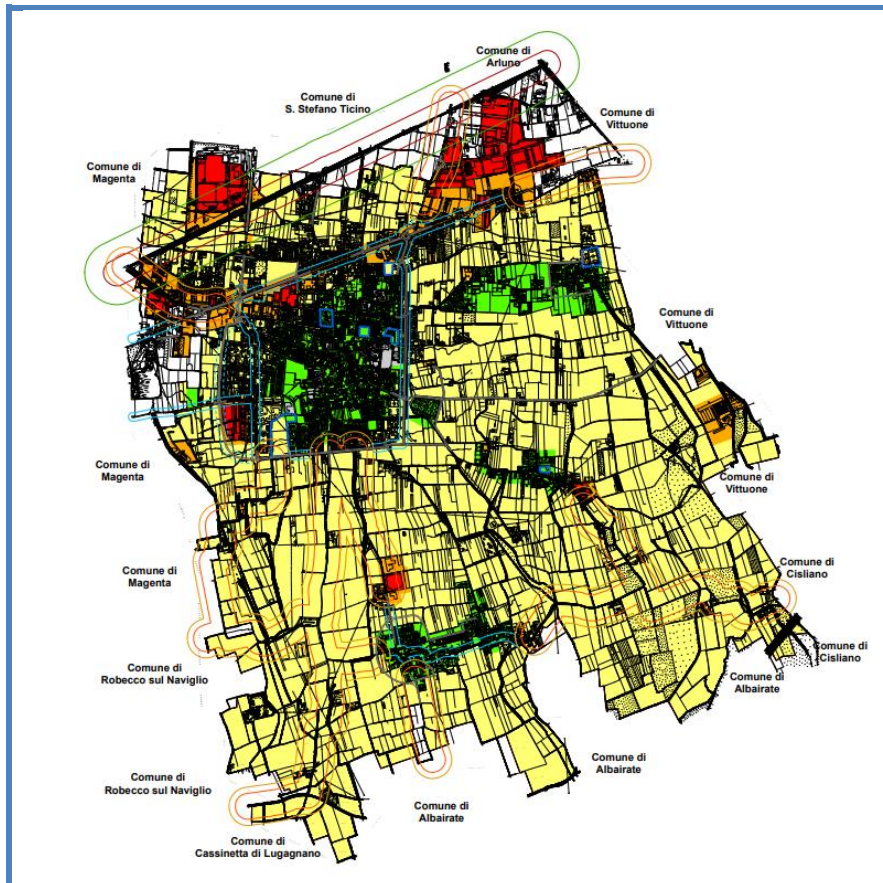 Comune di
Arluno
Comune di
S. Stefano Ticino
Comune di
Vittuone
Comune di
Magenta
Comune di
Vittuone
Comune di
Magenta
Comune di
Vittuone
Comune di
Magenta
Comune di
Cisliano
Comune di
Cisliano
Comune di
Robecco sul Naviglio
Comune di
Albairate
Comune di
Albairate
Comune di
Robecco sul Naviglio
Comune di
Albairate
Comune di
Cassinetta di Lugagnano